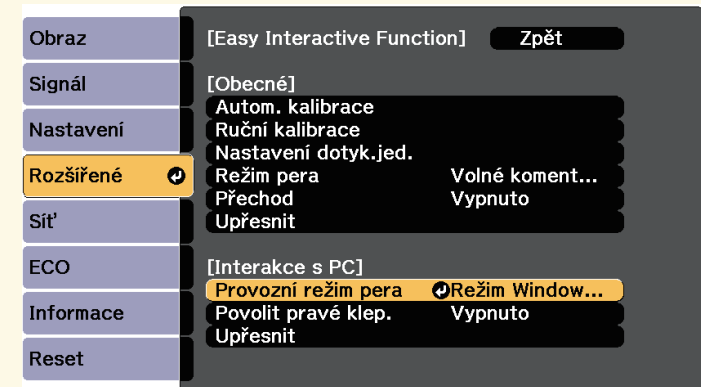 Obraz
Signál
Nastavení
Rozšířené
Síť
ECO
Informace
Reset
[Easy Interactive Function] Zpět
[Obecné]
Autom. kalibrace
Ruční kalibrace
Nastavení dotyk.jed.
Režim pera Volné koment...
Přechod Vypnuto
Upřesnit
[Interakce s PC]
Provozní režim pera Režim Window...
Povolit pravé klep. Vypnuto
Upřesnit